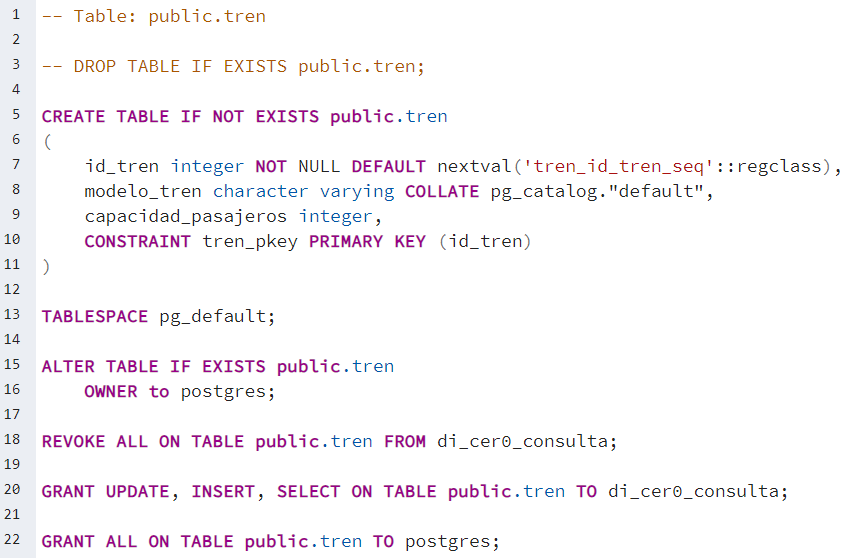 1 -- Table: public.tren
2
3 -- DROP TABLE IF EXISTS public.tren;
4
5 CREATE TABLE IF NOT EXISTS public.tren
6 (
7     id_tren integer NOT NULL DEFAULT nextval('tren_id_tren_seq'::regclass),
8     modelo_tren character varying COLLATE pg_catalog."default",
9     capacidad_pasajeros integer,
10     CONSTRAINT tren_pkey PRIMARY KEY (id_tren)
11 )
12
13 TABLESPACE pg_default;
14
15 ALTER TABLE IF EXISTS public.tren
16     OWNER to postgres;
17
18 REVOKE ALL ON TABLE public.tren FROM di_cer0_consulta;
19
20 GRANT UPDATE, INSERT, SELECT ON TABLE public.tren TO di_cer0_consulta;
21
22 GRANT ALL ON TABLE public.tren TO postgres;